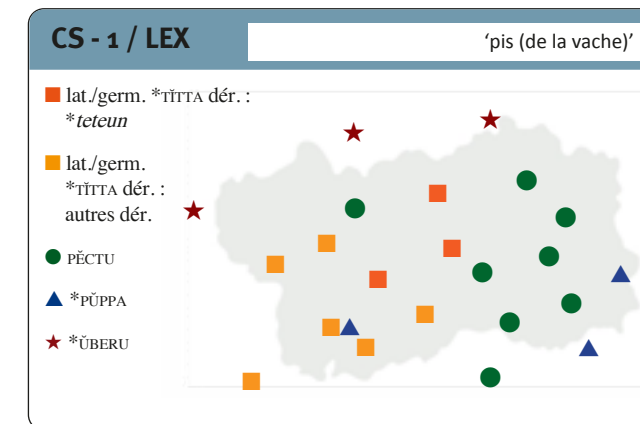 CS - 1 / LEX
‘pis (de la vache)’
lat./germ. *TĬTTA dér. :
*teteun
lat./germ.
*TĬTTA dér. :
autres dér.
PĔCTU
*PŬPPA
*ŪBERU